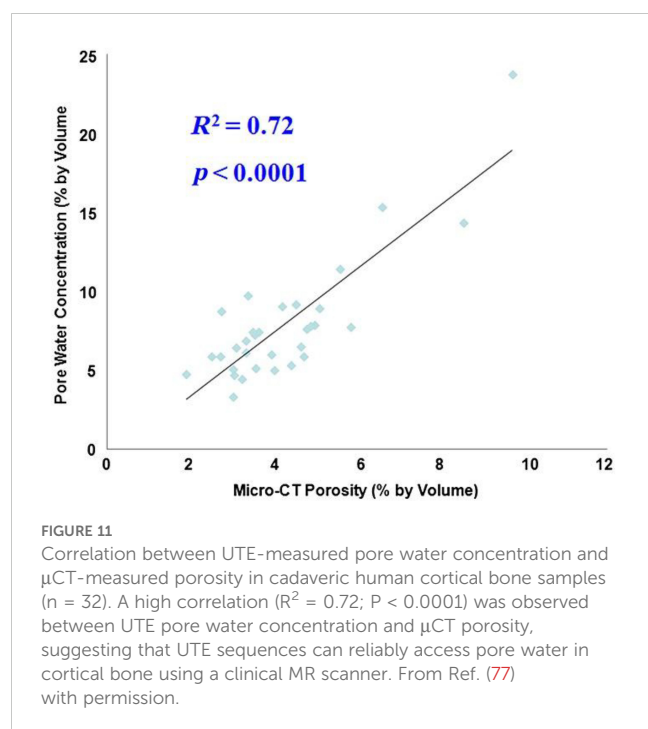 25
20
15
10
5
0
Pore Water Concentration (% by Volume)
R² = 0.72
p < 0.0001
0 2 4 6 8 10 12
Micro-CT Porosity (% by Volume)
FIGURE 11
Correlation between UTE-measured pore water concentration and
μCT-measured porosity in cadaveric human cortical bone samples
(n = 32). A high correlation (R² = 0.72; P < 0.0001) was observed
between UTE pore water concentration and μCT porosity,
suggesting that UTE sequences can reliably access pore water in
cortical bone using a clinical MR scanner. From Ref. (77)
with permission.